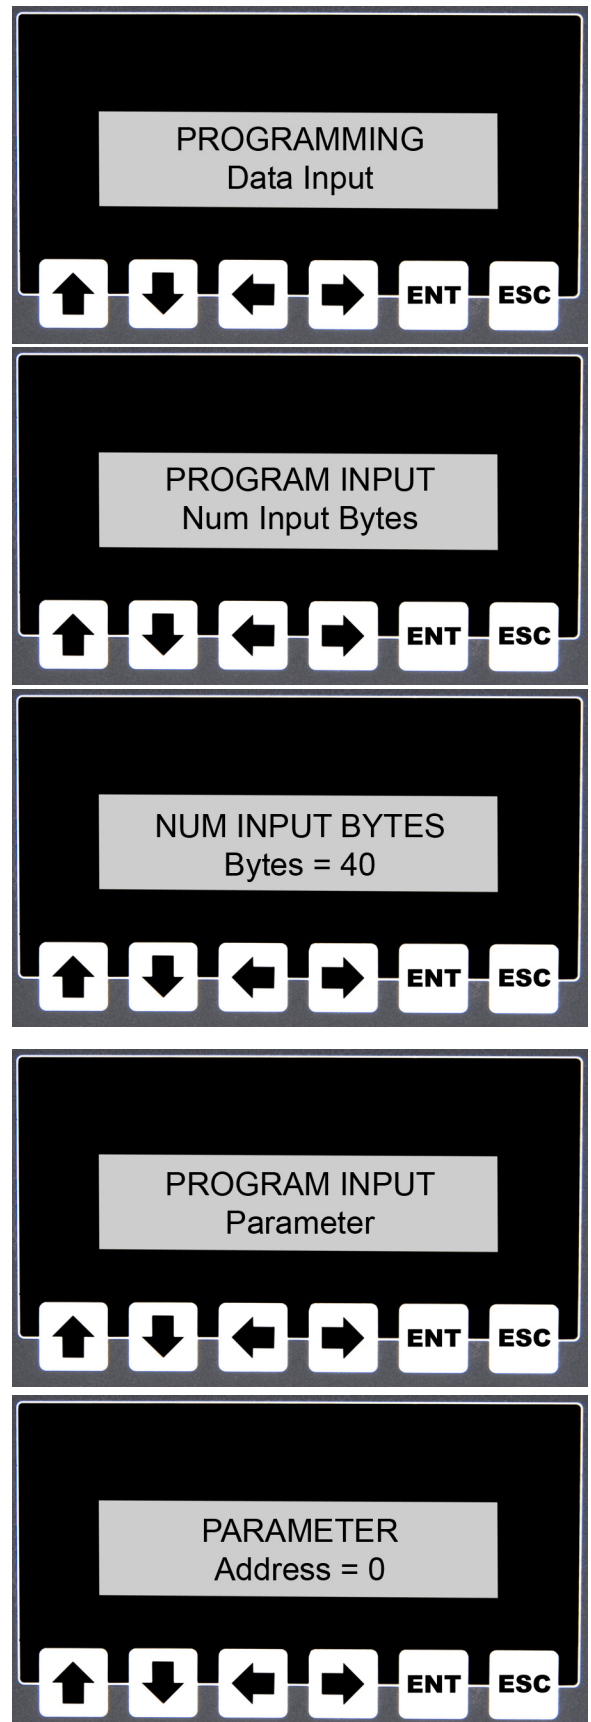 PROGRAMMING
Data Input
ENT ESC
PROGRAM INPUT
Num Input Bytes
ENT ESC
NUM INPUT BYTES
Bytes = 40
ENT ESC
PROGRAM INPUT
Parameter
ENT ESC
PARAMETER
Address = 0
ENT ESC